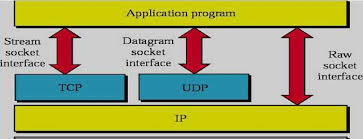 Application program
Stream
socket
interface
Datagram
socket
interface
Raw
socket
interface
TCP
UDP
IP